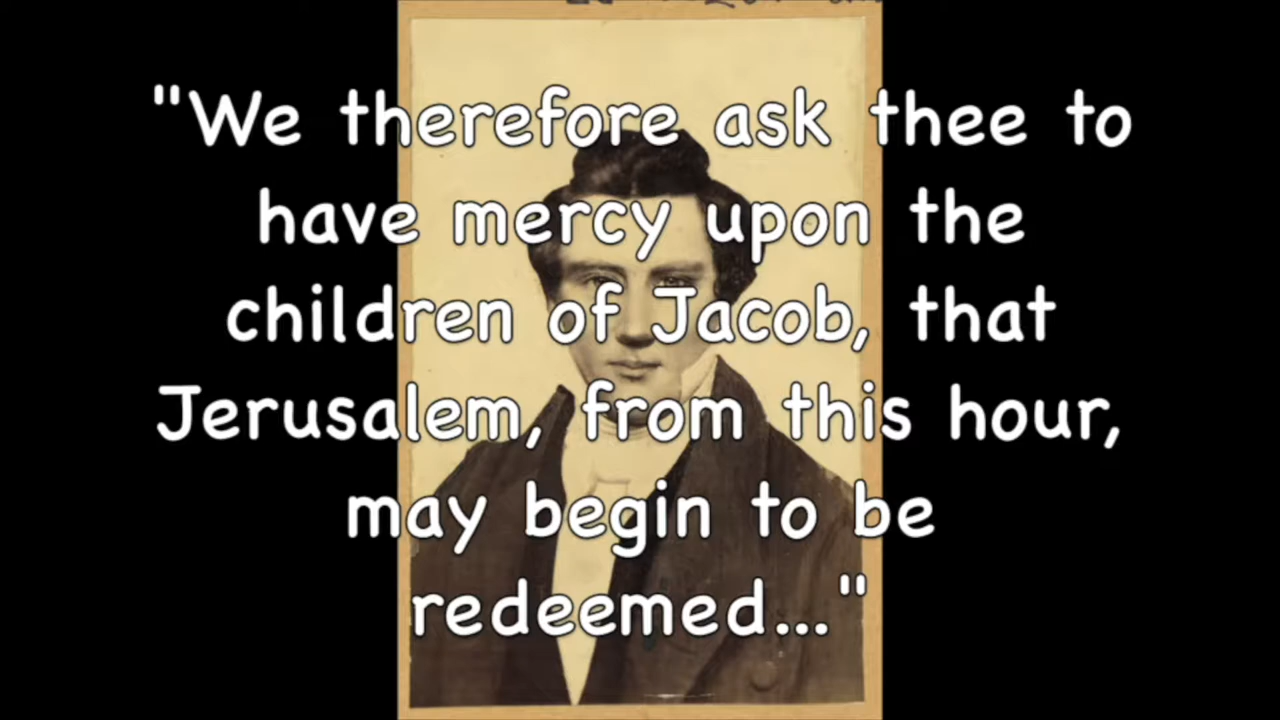 "We therefore ask thee to
have mercy upon the
children of Jacob, that
Jerusalem, from this hour,
may begin to be
redeemed..."